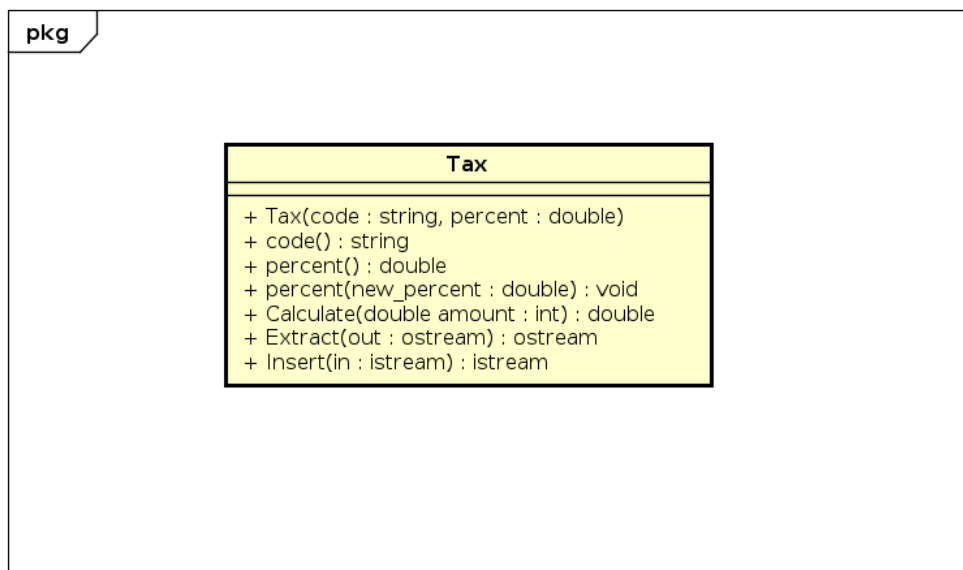 pkg
Tax
+ Tax(code : string, percent : double)
+ code() : string
+ percent() : double
+ percent(new_percent : double) : void
+ Calculate(double amount : int) : double
+ Extract(out : ostream) : ostream
+ Insert(in : istream) : istream